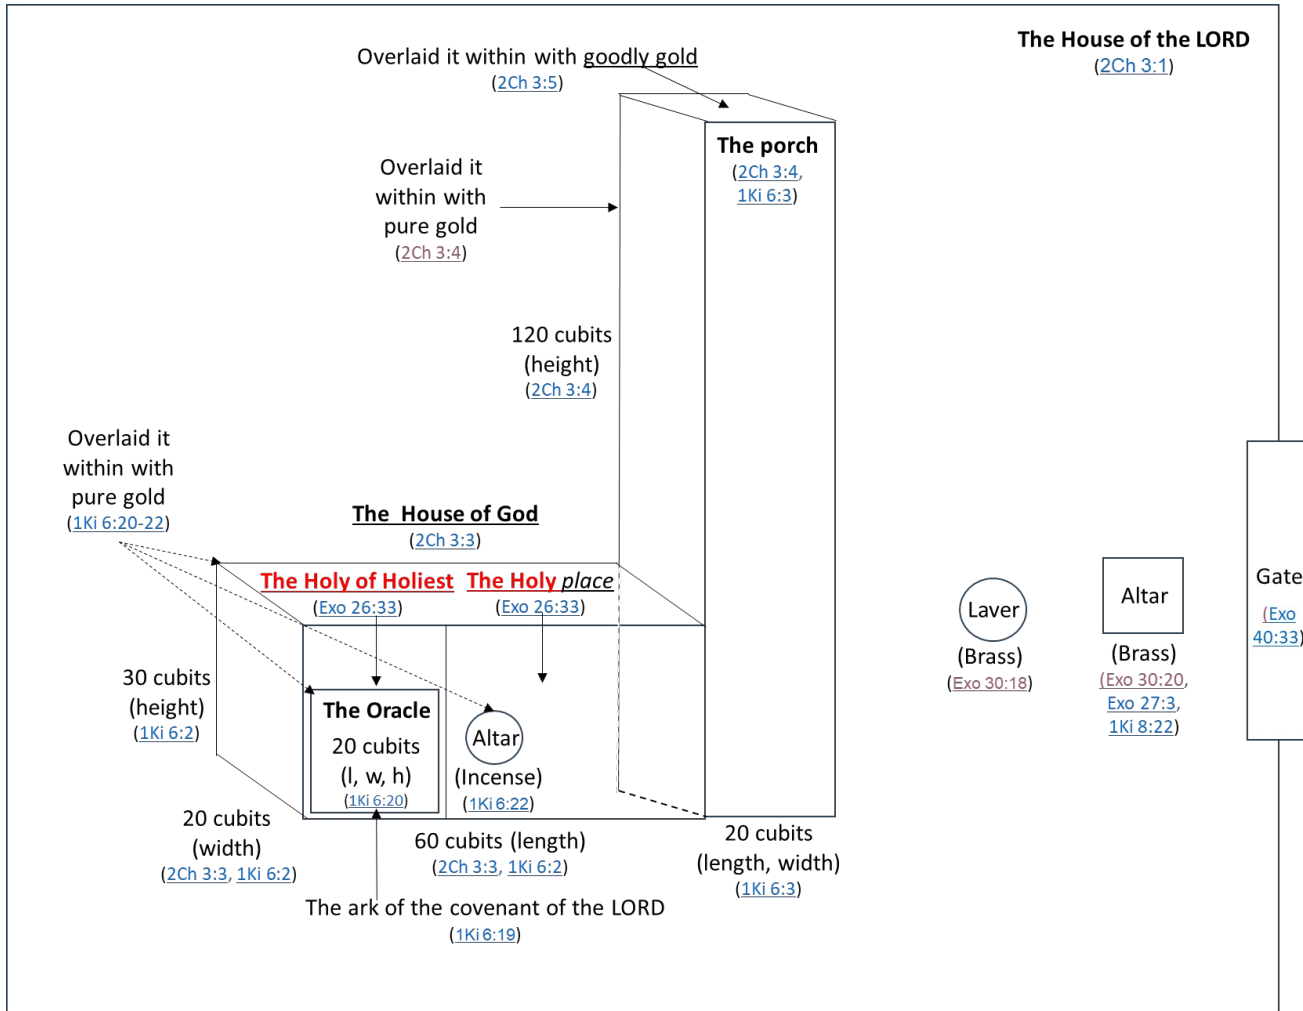 The House of the LORD
(2Ch 3:1)
Overlaid it within with goodly gold
(2Ch 3:5)
The porch
(2Ch 3:4,
1Ki 6:3)
Overlaid it
within with
pure gold
(2Ch 3:4)
120 cubits
(height)
(2Ch 3:4)
Overlaid it
within with
pure gold
(1Ki 6:20-22)
The House of God
(2Ch 3:3)
The Holy of Holiest
(Exo 26:33)
The Holy place
(Exo 26:33)
30 cubits
(height)
(1Ki 6:2)
The Oracle
20 cubits
(l, w, h)
(1Ki 6:20)
Altar
(Incense)
(1Ki 6:22)
20 cubits
(width)
(2Ch 3:3, 1Ki 6:2)
60 cubits (length)
(2Ch 3:3, 1Ki 6:2)
20 cubits
(length, width)
(1Ki 6:3)
The ark of the covenant of the LORD
(1Ki 6:19)
Laver
(Brass)
(Exo 30:18)
Altar
(Brass)
(Exo 30:20,
Exo 27:3,
1Ki 8:22)
Gate
(Exo
40:33)